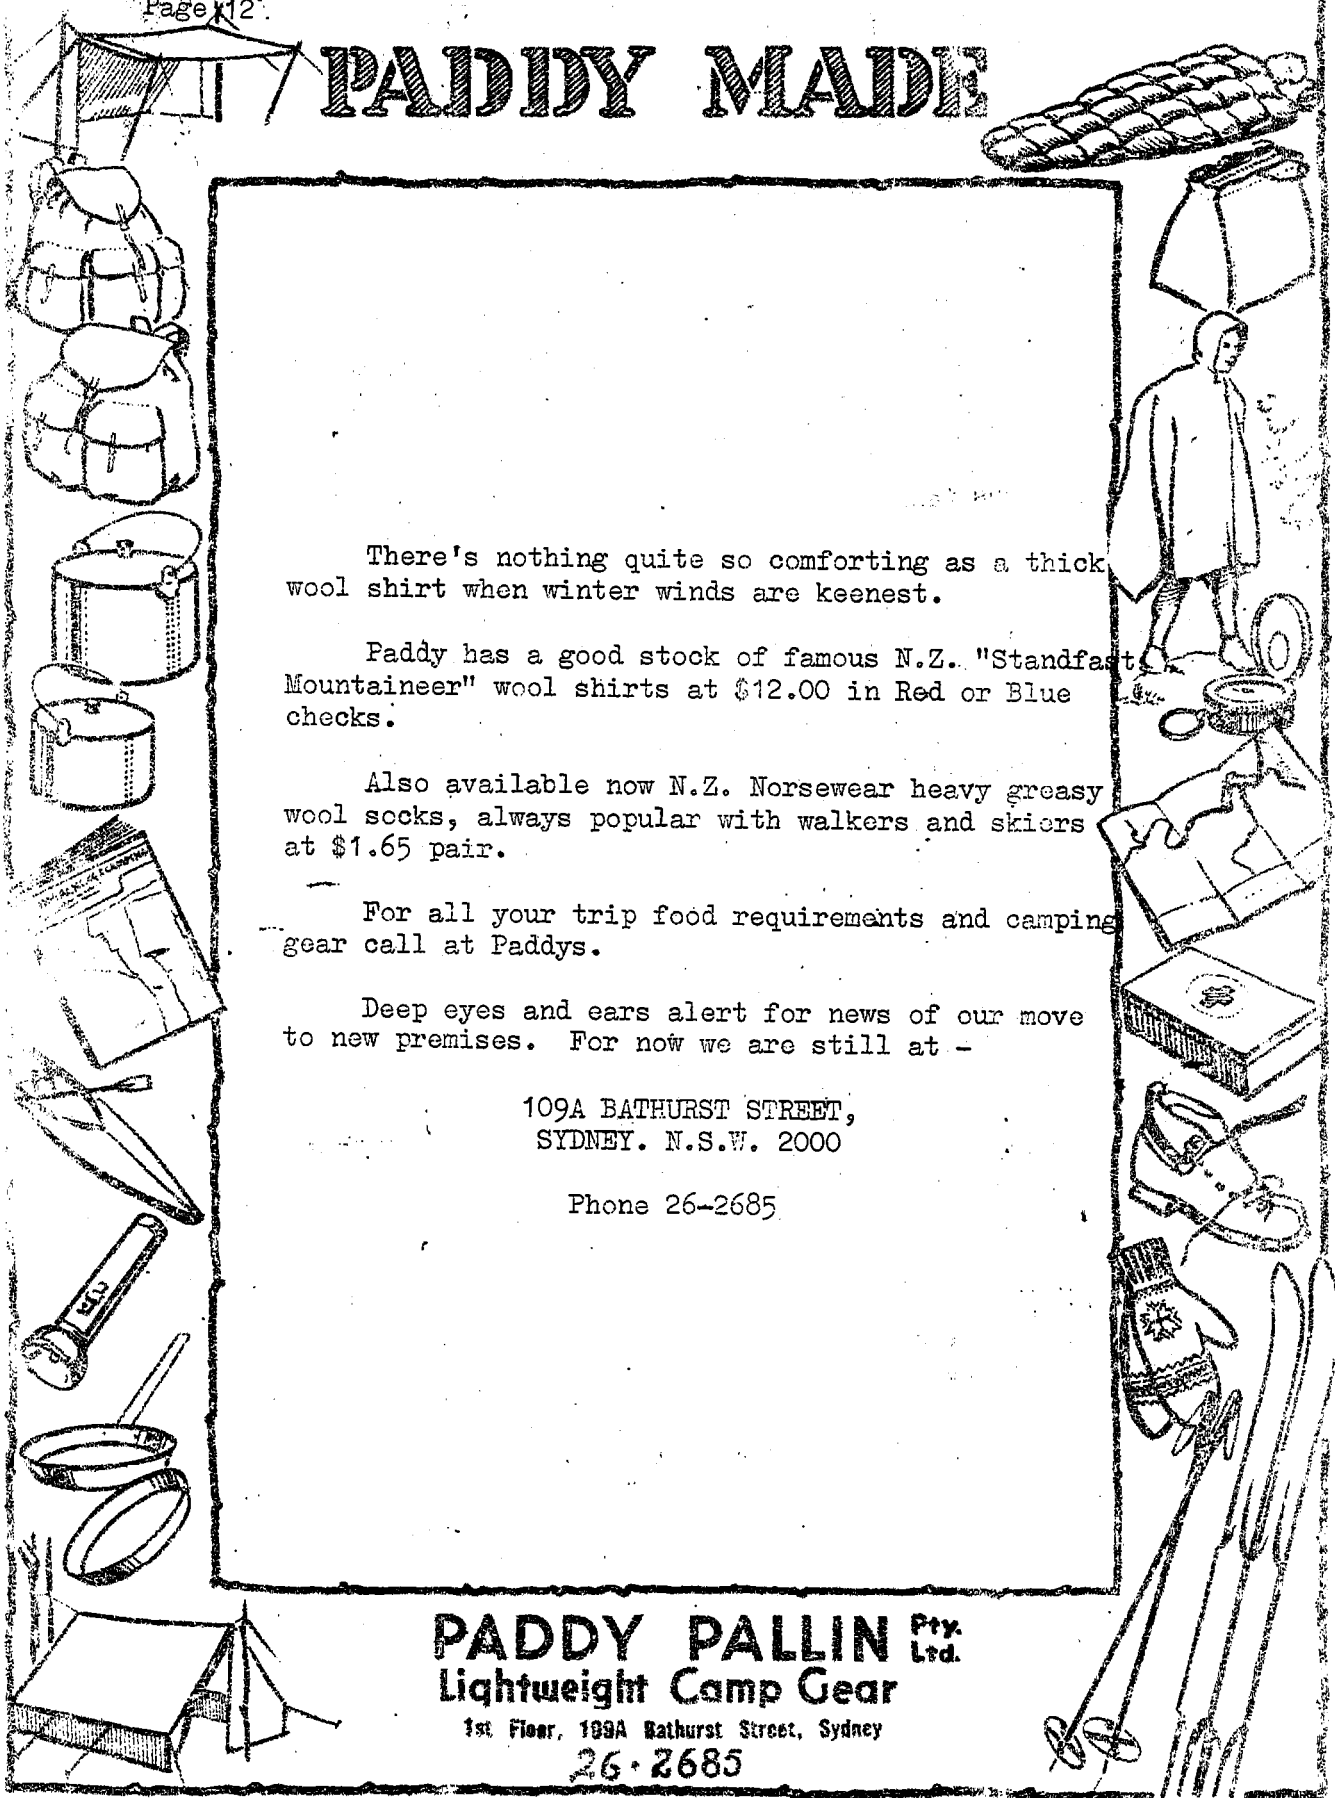 Page 12.
PADDY MADE
There's nothing quite so comforting as a thick
wool shirt when winter winds are keenest.
Paddy has a good stock of famous N.Z. "Standfast
Mountaineer" wool shirts at $12.00 in Red or Blue
checks.
Also available now N.Z. Norsewear heavy greasy
wool socks, always popular with walkers and skiers
at $1.65 pair.
For all your trip food requirements and camping
gear call at Paddys.
Deep eyes and ears alert for news of our move
to new premises. For now we are still at -
109A BATHURST STREET,
SYDNEY. N.S.W. 2000
Phone 26-2685
PADDY PALLIN Pty. Ltd.
Lightweight Camp Gear
1st Floor, 109A Bathurst Street, Sydney
26·2685